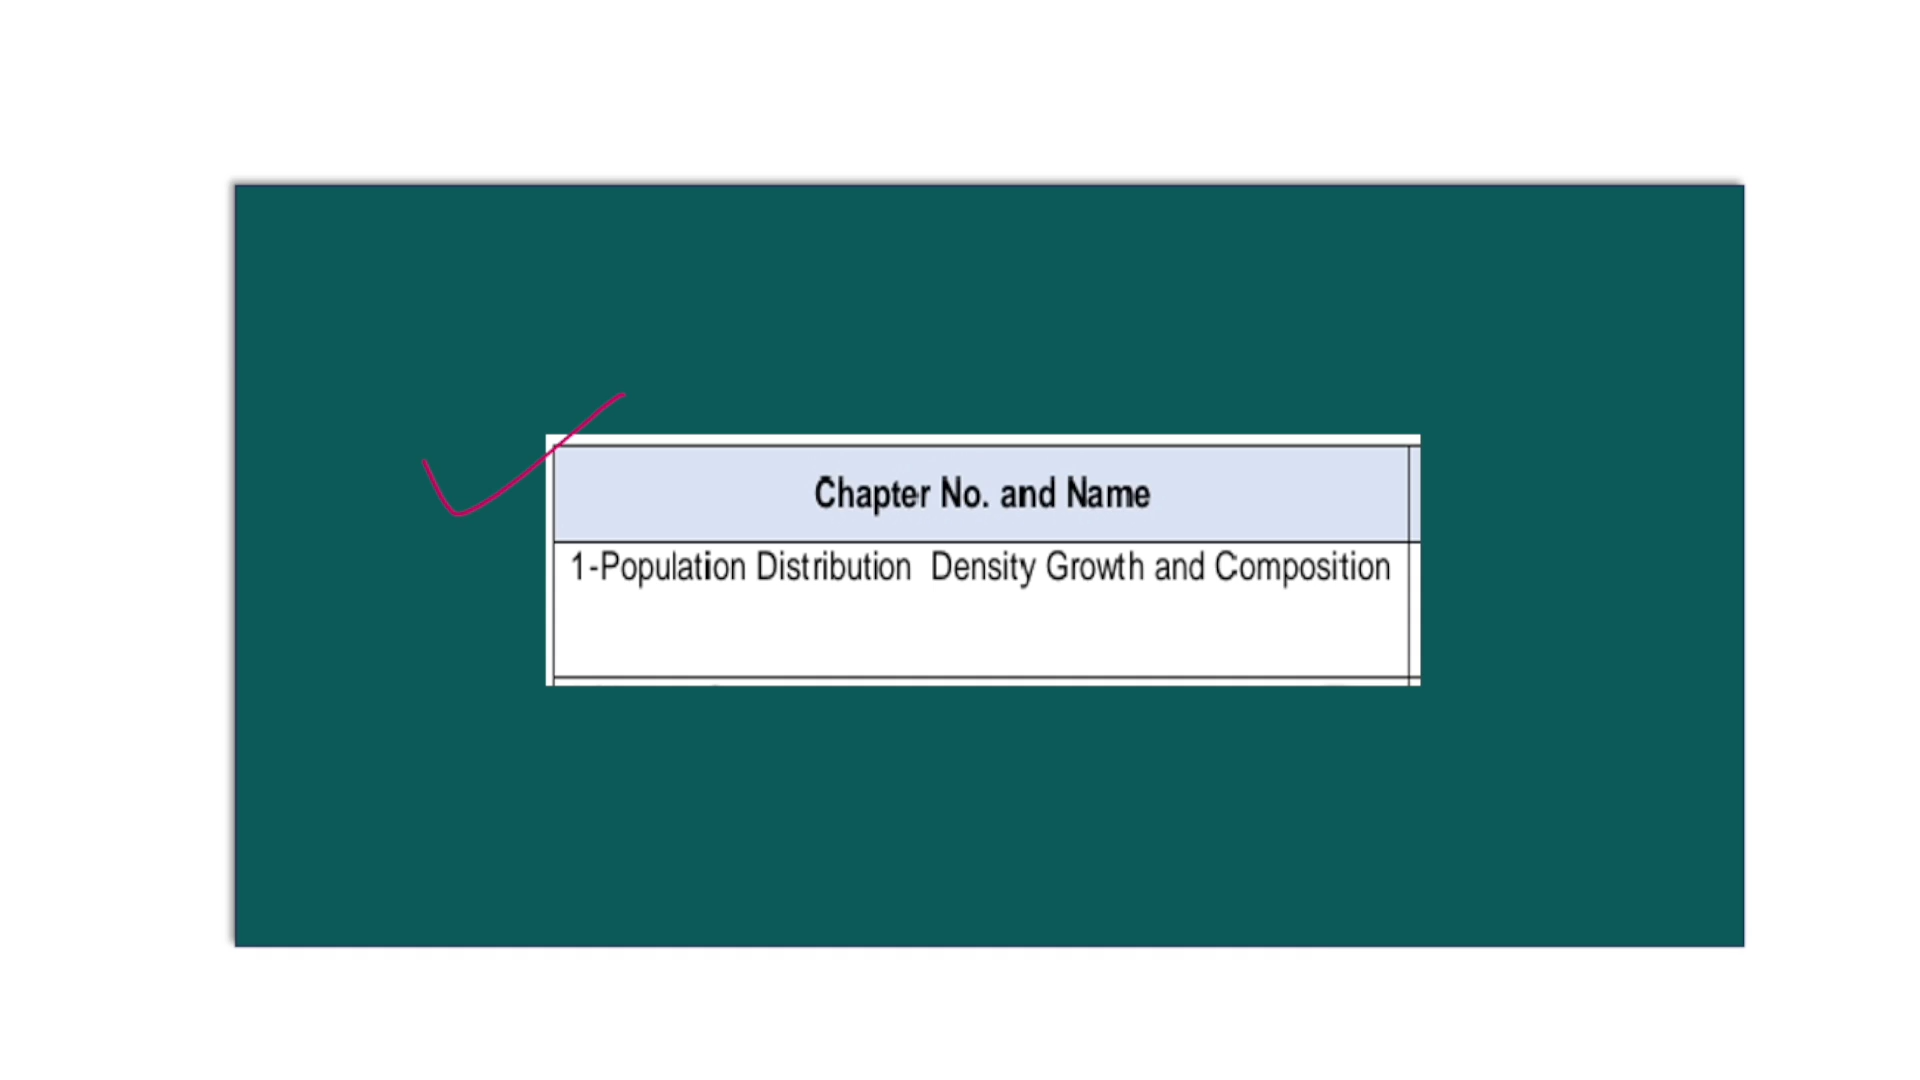 Chapter No. and Name
1-Population Distribution Density Growth and Composition